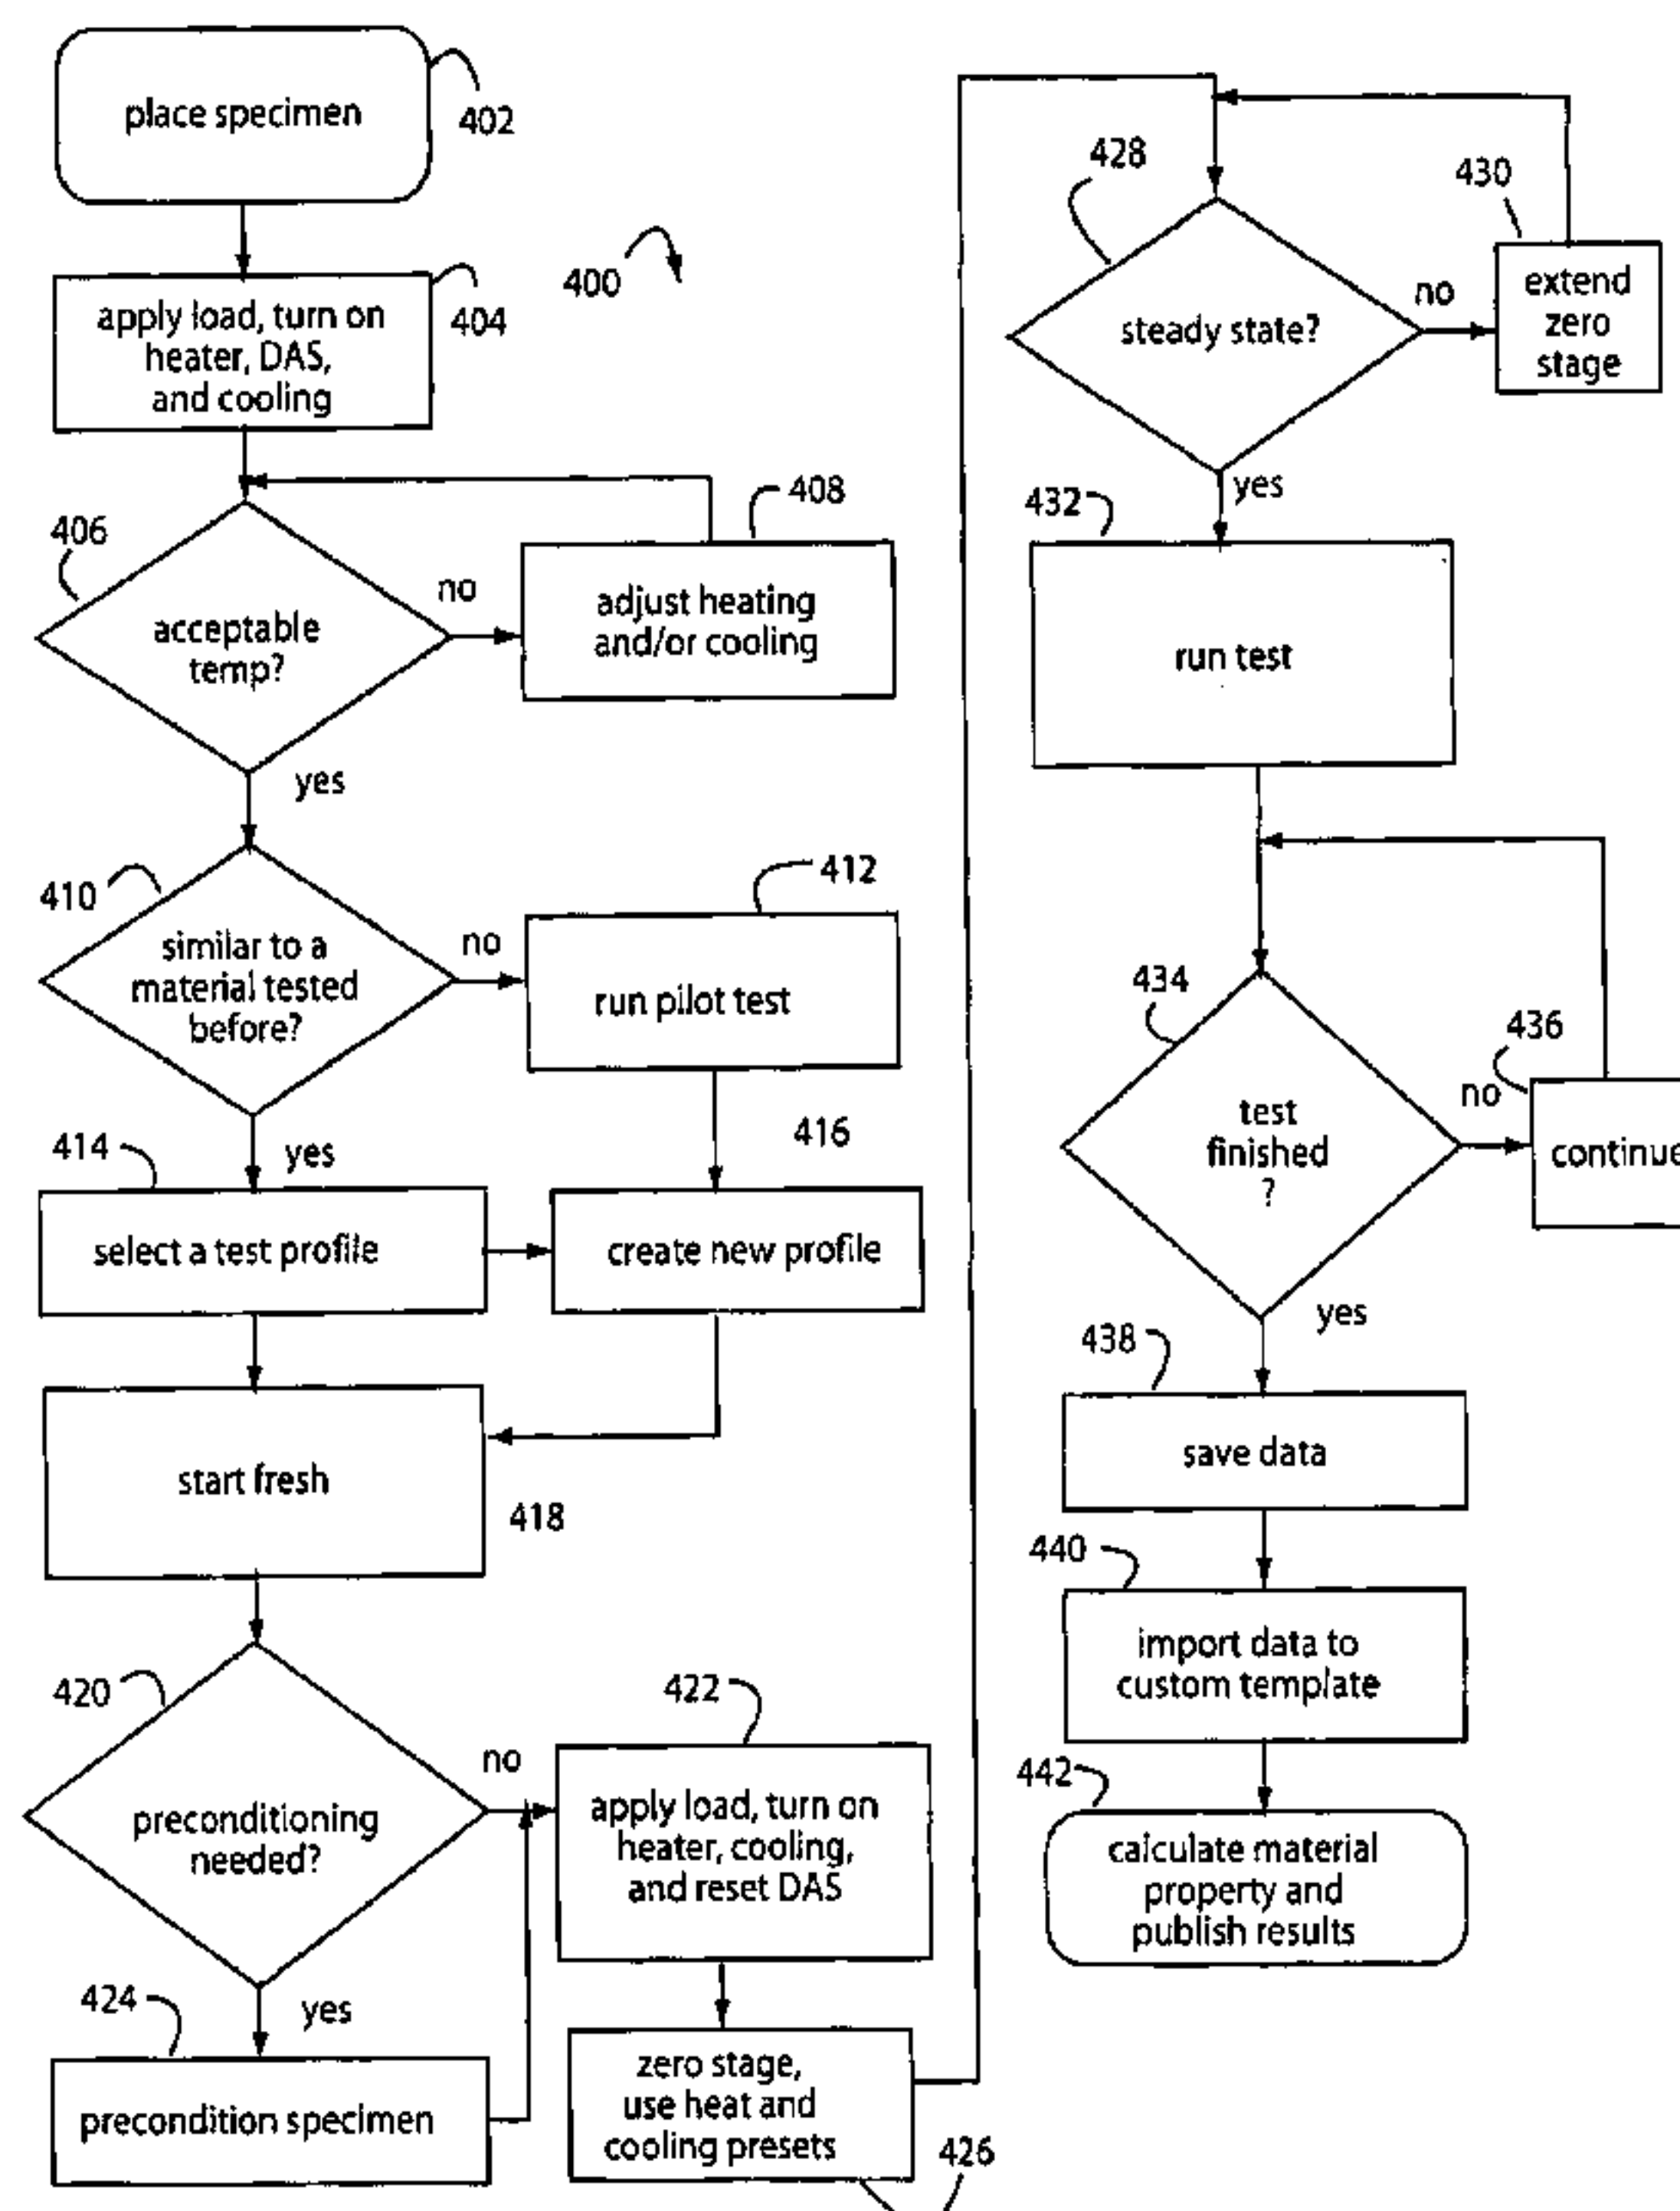 place specimen
402
400
apply load, turn on
heater, DAS,
and cooling
404
406
acceptable
temp?
no
408
adjust heating
and/or cooling
yes
410
similar to a
material tested
before?
no
412
run pilot test
yes
414
select a test profile
416
create new profile
start fresh
418
420
preconditioning
needed?
no
422
apply load, turn on
heater, cooling,
and reset DAS
yes
424
precondition specimen
zero stage,
use heat and
cooling presets
426
428
steady state?
no
430
extend
zero
stage
yes
432
run test
434
test
finished
?
no
436
continue
yes
438
save data
440
import data to
custom template
442
calculate material
property and
publish results